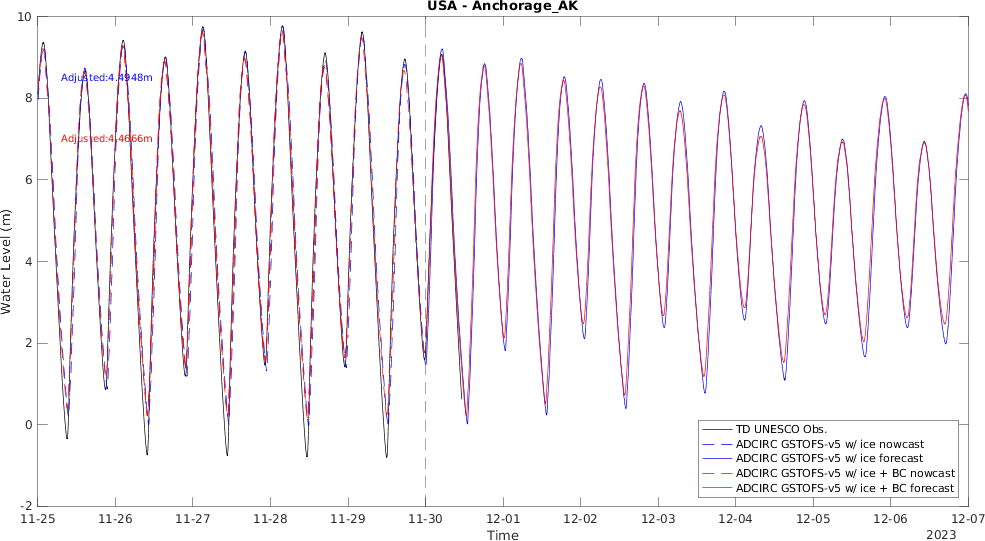 USA - Anchorage_AK
10
8
6
4
2
0
-2
Water Level (m)
Adjusted:4.4948m
Adjusted:4.4666m
TD UNESCO Obs.
ADCIRC GSTOFS-v5 w/ ice nowcast
ADCIRC GSTOFS-v5 w/ ice forecast
ADCIRC GSTOFS-v5 w/ ice + BC nowcast
ADCIRC GSTOFS-v5 w/ ice + BC forecast
11-25 11-26 11-27 11-28 11-29 11-30 12-01 12-02 12-03 12-04 12-05 12-06 12-07
Time
2023